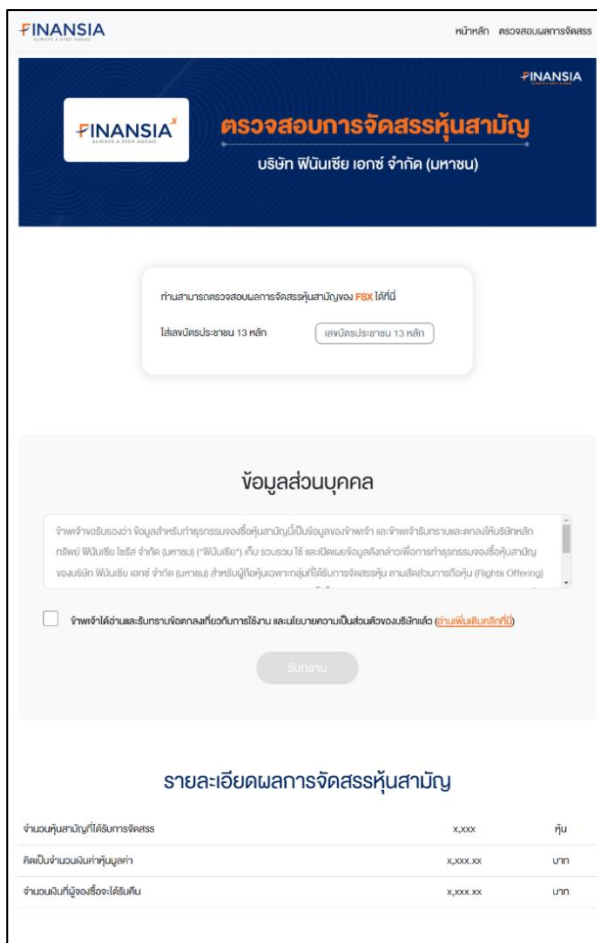 FINANSIA
ALWAYS A STEP AHEAD
หน้าหลัก ตรวจสอบผลการจัดสรร
FINANSIA
ALWAYS A STEP AHEAD
FINANSIA X
ALWAYS A STEP AHEAD
ตรวจสอบการจัดสรรหุ้นสามัญ
บริษัท ฟินันเซีย เอกซ์ จำกัด (มหาชน)
ท่านสามารถตรวจสอบผลการจัดสรรหุ้นสามัญของ FSX ได้ที่นี่
ใส่เลขบัตรประชาชน 13 หลัก
เลขบัตรประชาชน 13 หลัก
ข้อมูลส่วนบุคคล
ข้าพเจ้าขอรับรองว่า ข้อมูลสำหรับทำธุรกรรมจองซื้อหุ้นสามัญนี้เป็นข้อมูลของข้าพเจ้า และข้าพเจ้ารับทราบและตกลงให้บริษัทหลัก
ทรัพย์ ฟินันเซีย ไซรัส จำกัด (มหาชน) ("ฟินันเซีย") เก็บ รวบรวม ใช้ และเปิดเผยข้อมูลดังกล่าวเพื่อการทำธุรกรรมจองซื้อหุ้นสามัญ
ของบริษัท ฟินันเซีย เอกซ์ จำกัด (มหาชน) สำหรับผู้ถือหุ้นเฉพาะกลุ่มที่ได้รับการจัดสรรหุ้น ตามสัดส่วนการถือหุ้น (Rights Offering)
ข้าพเจ้าได้อ่านและรับทราบข้อตกลงเกี่ยวกับการใช้งาน และนโยบายความเป็นส่วนตัวของบริษัทแล้ว (อ่านเพิ่มเติมคลิกที่นี่)
รับทราบ
รายละเอียดผลการจัดสรรหุ้นสามัญ
จำนวนหุ้นสามัญที่ได้รับการจัดสรร x,xxx หุ้น
คิดเป็นจำนวนเงินค่าหุ้นมูลค่า x,xxx.xx บาท
จำนวนเงินที่ผู้จองซื้อจะได้รับคืน x,xxx.xx บาท